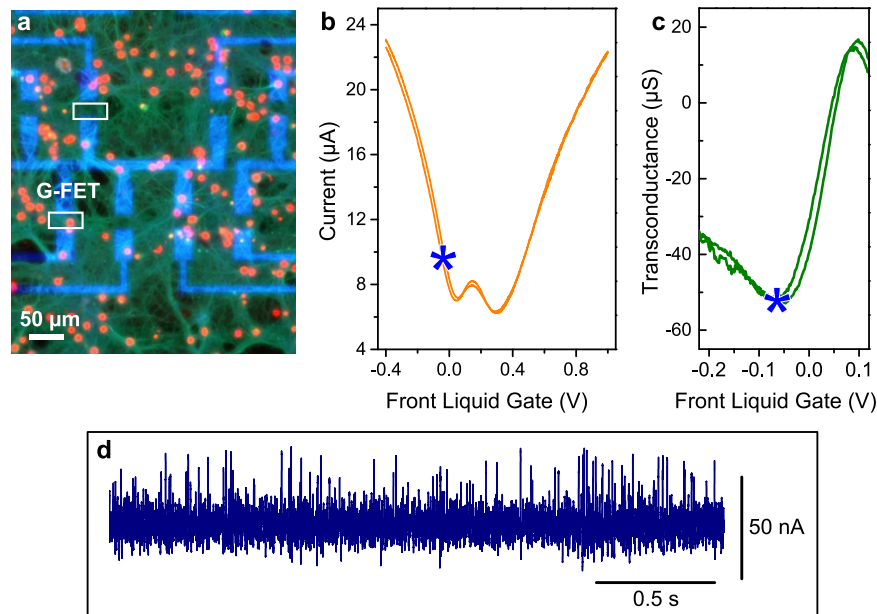 a
G-FET
50 µm
b
Current (µA)
24
20
16
12
8
4
-0.4
0.0
0.4
0.8
Front Liquid Gate (V)
*
c
Transconductance (µS)
20
0
-20
-40
-60
-0.2
-0.1
0.0
0.1
Front Liquid Gate (V)
*
d
50 nA
0.5 s